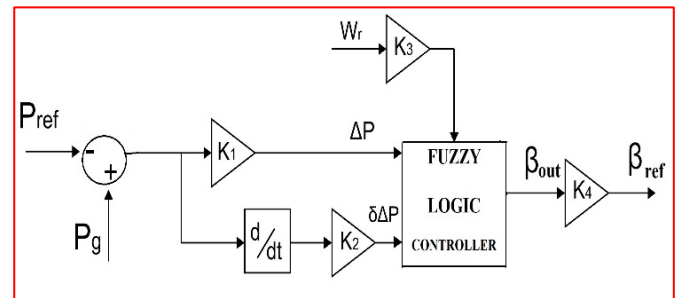 Wr
K3
Pref
-
+
K1
ΔP
FUZZY
LOGIC
CONTROLLER
βout
K4
βref
Pg
d/dt
K2
δΔP